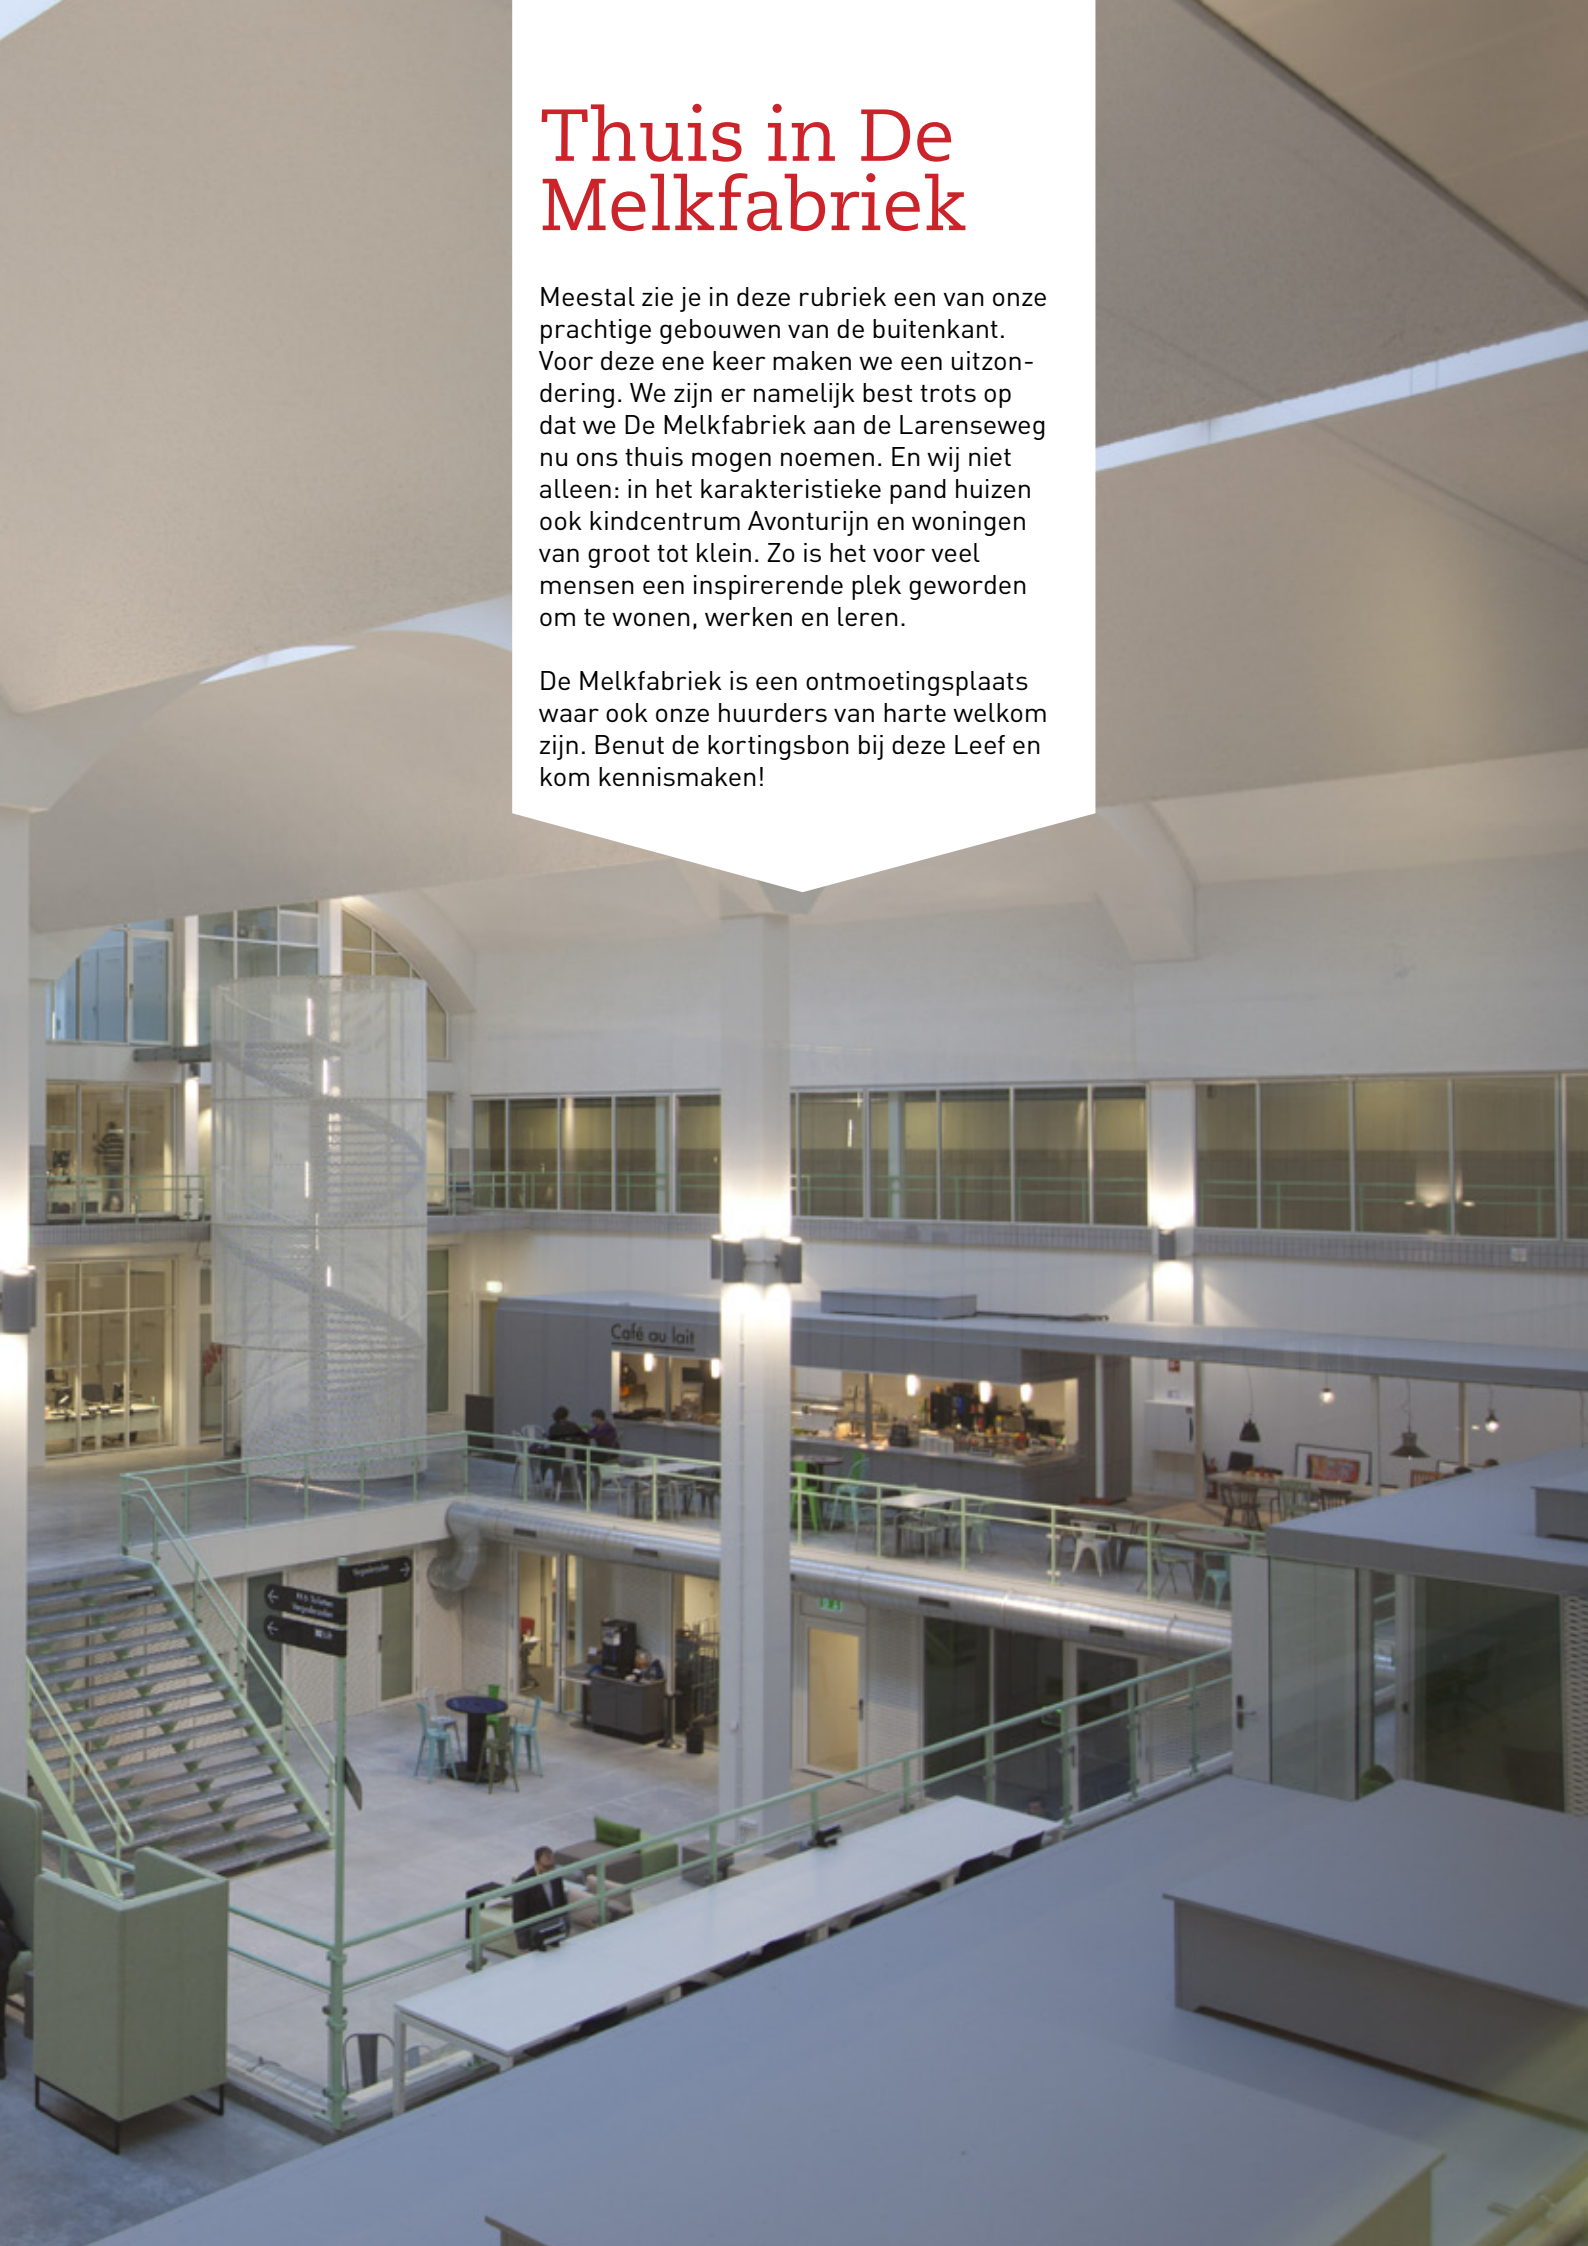 Thuis in De
Melkfabriek
Meestal zie je in deze rubriek een van onze
prachtige gebouwen van de buitenkant.
Voor deze ene keer maken we een uitzon-
dering. We zijn er namelijk best trots op
dat we De Melkfabriek aan de Larenseweg
nu ons thuis mogen noemen. En wij niet
alleen: in het karakteristieke pand huizen
ook kindcentrum Avonturijn en woningen
van groot tot klein. Zo is het voor veel
mensen een inspirerende plek geworden
om te wonen, werken en leren.
De Melkfabriek is een ontmoetingsplaats
waar ook onze huurders van harte welkom
zijn. Benut de kortingsbon bij deze Leef en
kom kennismaken!
Café au lait